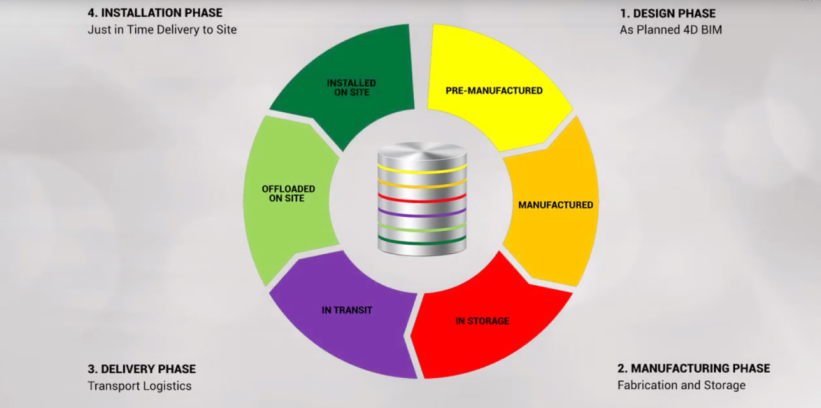 4. INSTALLATION PHASE
Just in Time Delivery to Site
1. DESIGN PHASE
As Planned 4D BIM
INSTALLED
ON SITE
PRE-MANUFACTURED
OFFLOADED
ON SITE
MANUFACTURED
IN TRANSIT
IN STORAGE
3. DELIVERY PHASE
Transport Logistics
2. MANUFACTURING PHASE
Fabrication and Storage